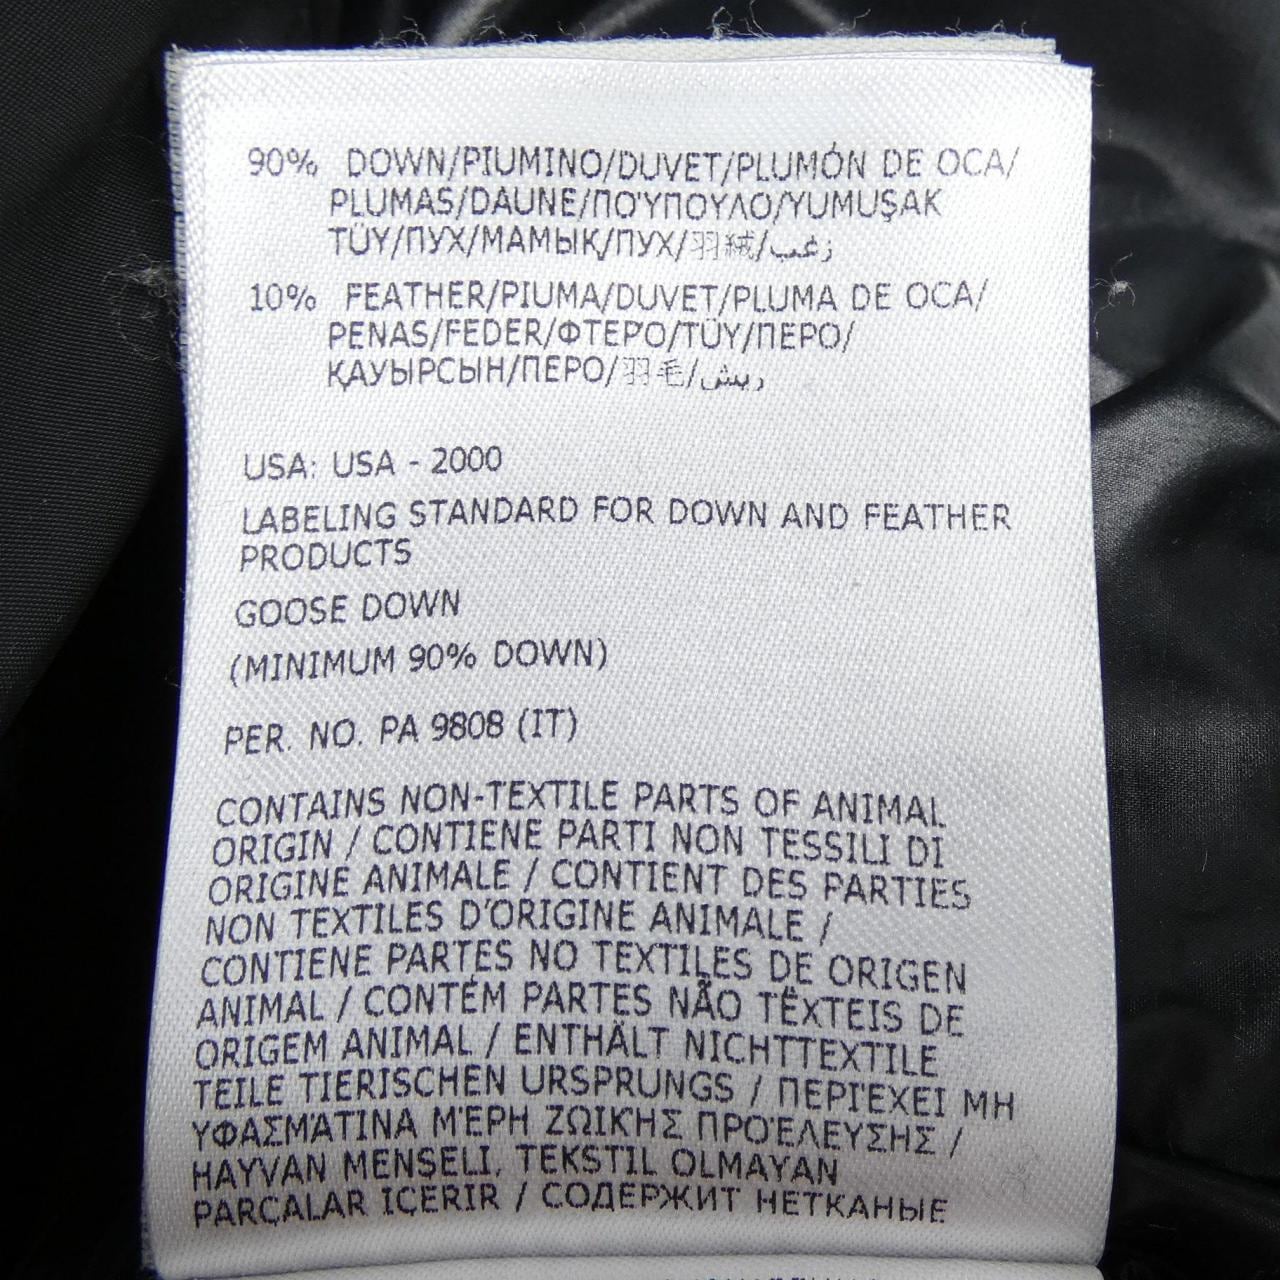 90% DOWN/PIUMINO/DUVET/PLUMÓN DE OCA/
PLUMAS/DAUNE/ΠΟΎΠΟΥΛΟ/YUMUŞAK
TÜY/ПУХ/МАМЫҚ/ПУХ/羽絨/زغب
10% FEATHER/PIUMA/DUVET/PLUMA DE OCA/
PENAS/FEDER/ΦΤΕΡΌ/TÜY/ПЕРО/
ҚАУЫРСЫН/ПЕРО/羽毛/ريش
USA: USA - 2000
LABELING STANDARD FOR DOWN AND FEATHER
PRODUCTS
GOOSE DOWN
(MINIMUM 90% DOWN)
PER. NO. PA 9808 (IT)
CONTAINS NON-TEXTILE PARTS OF ANIMAL
ORIGIN / CONTIENE PARTI NON TESSILI DI
ORIGINE ANIMALE / CONTIENT DES PARTIES
NON TEXTILES D'ORIGINE ANIMALE /
CONTIENE PARTES NO TEXTILES DE ORIGEN
ANIMAL / CONTÉM PARTES NÃO TÊXTEIS DE
ORIGEM ANIMAL / ENTHÄLT NICHTTEXTILE
TEILE TIERISCHEN URSPRUNGS / ΠΕΡΙΈΧΕΙ ΜΗ
ΥΦΑΣΜΆΤΙΝΑ ΜΈΡΗ ΖΩΙΚΉΣ ΠΡΟΈΛΕΥΣΗΣ /
HAYVAN MENŞELI, TEKSTIL OLMAYAN
PARÇALAR IÇERIR / СОДЕРЖИТ НЕТКАНЫЕ